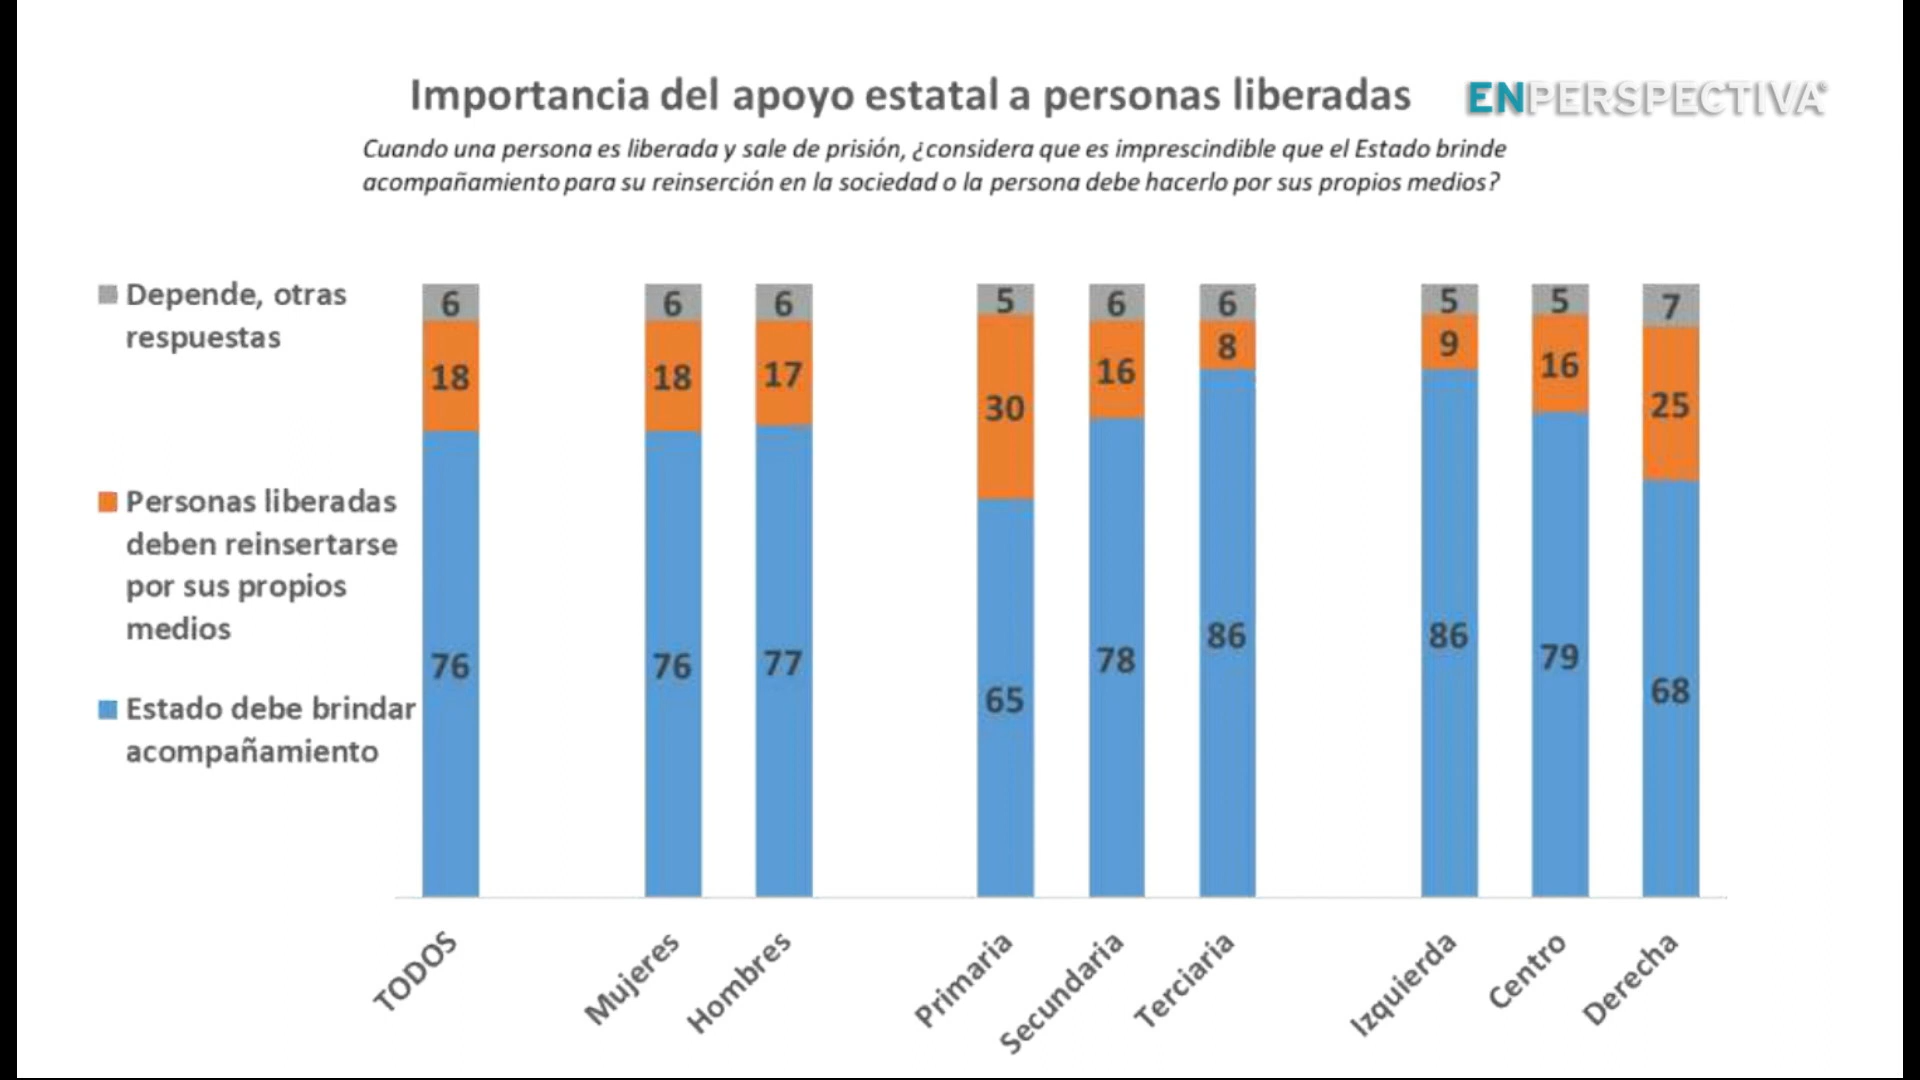 Importancia del apoyo estatal a personas liberadas
ENPERSPECTIVA
Cuando una persona es liberada y sale de prisión, ¿considera que es imprescindible que el Estado brinde
acompañamiento para su reinserción en la sociedad o la persona debe hacerlo por sus propios medios?
Depende, otras
respuestas
Personas liberadas
deben reinsertarse
por sus propios
medios
Estado debe brindar
acompañamiento
6 6 6 5 6 6 5 5 7
18 18 17 30 16 8 9 16 25
76 76 77 65 78 86 86 79 68
TODOS
Mujeres
Hombres
Primaria
Secundaria
Terciaria
Izquierda
Centro
Derecha